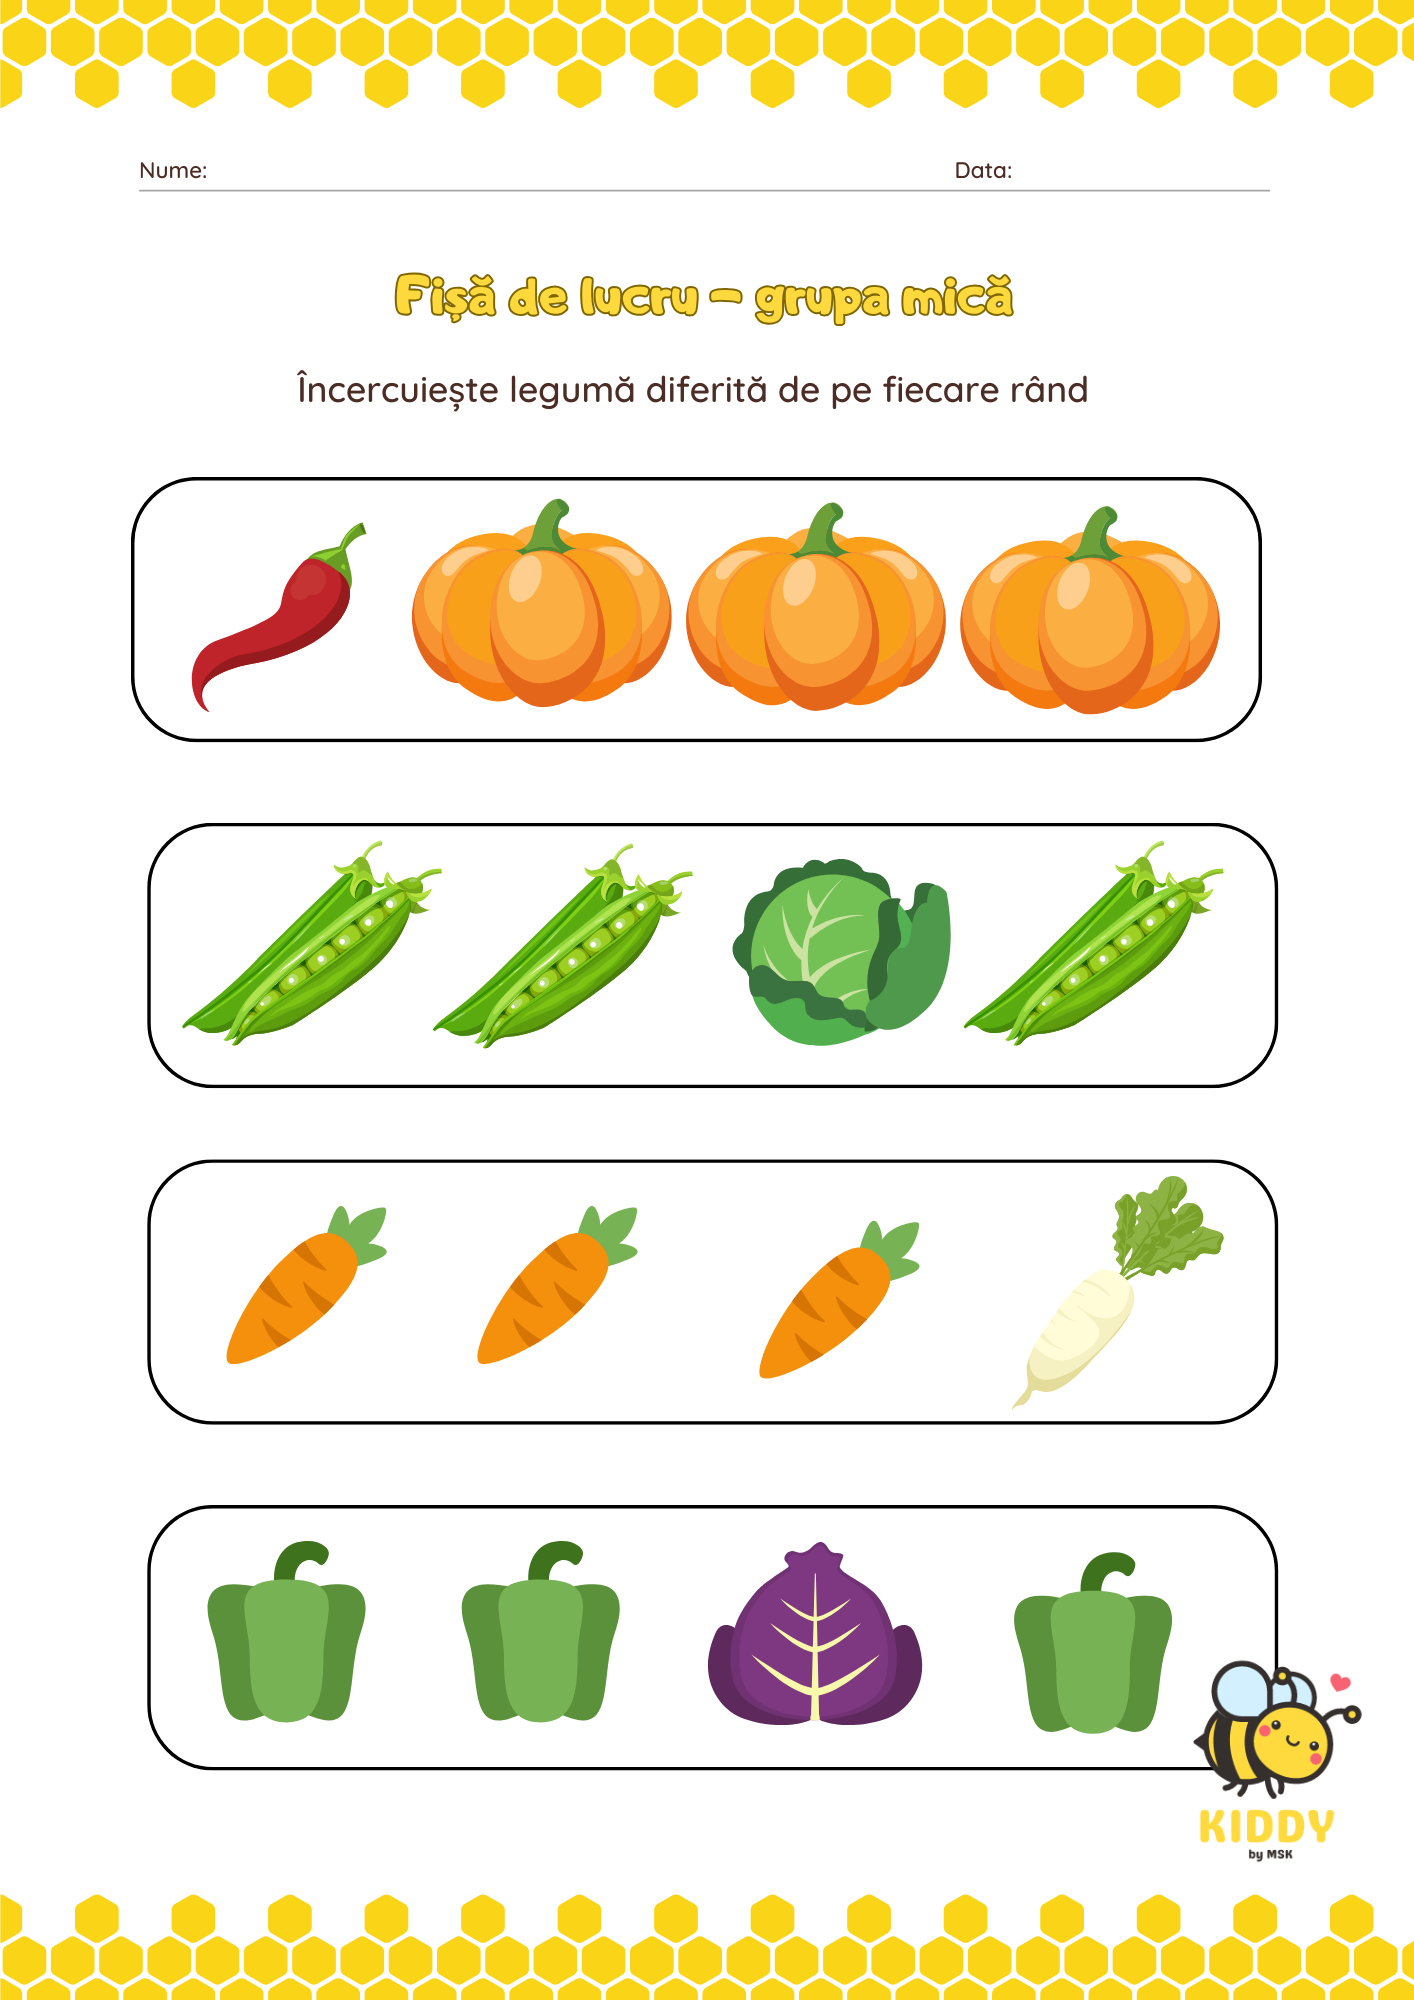 Nume: Data:
Fișă de lucru - grupa mică
Încercuiește legumă diferită de pe fiecare rând
KIDDY
by MSK